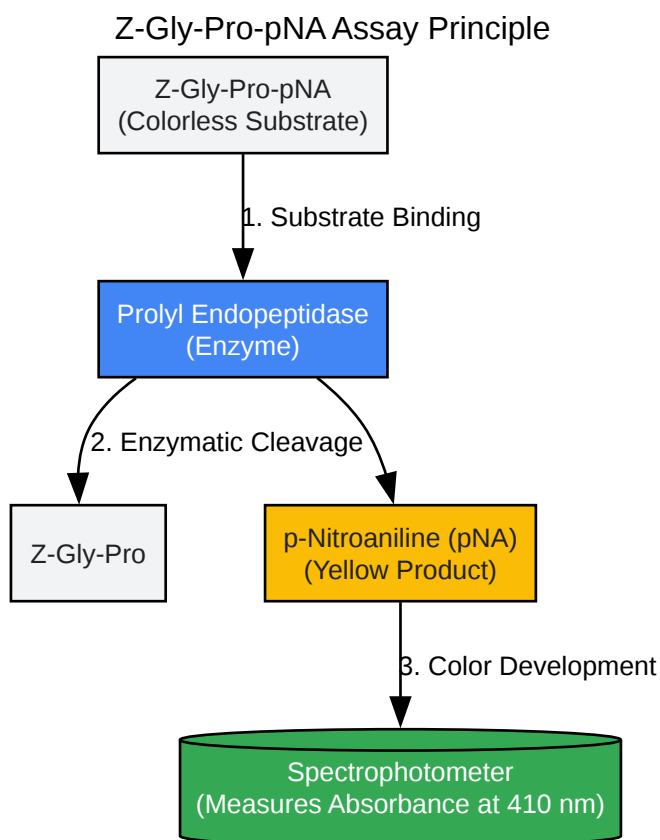 Z-Gly-Pro-pNA Assay Principle
Z-Gly-Pro-pNA
(Colorless Substrate)
1. Substrate Binding
Prolyl Endopeptidase
(Enzyme)
2. Enzymatic Cleavage
Z-Gly-Pro
p-Nitroaniline (pNA)
(Yellow Product)
3. Color Development
Spectrophotometer
(Measures Absorbance at 410 nm)